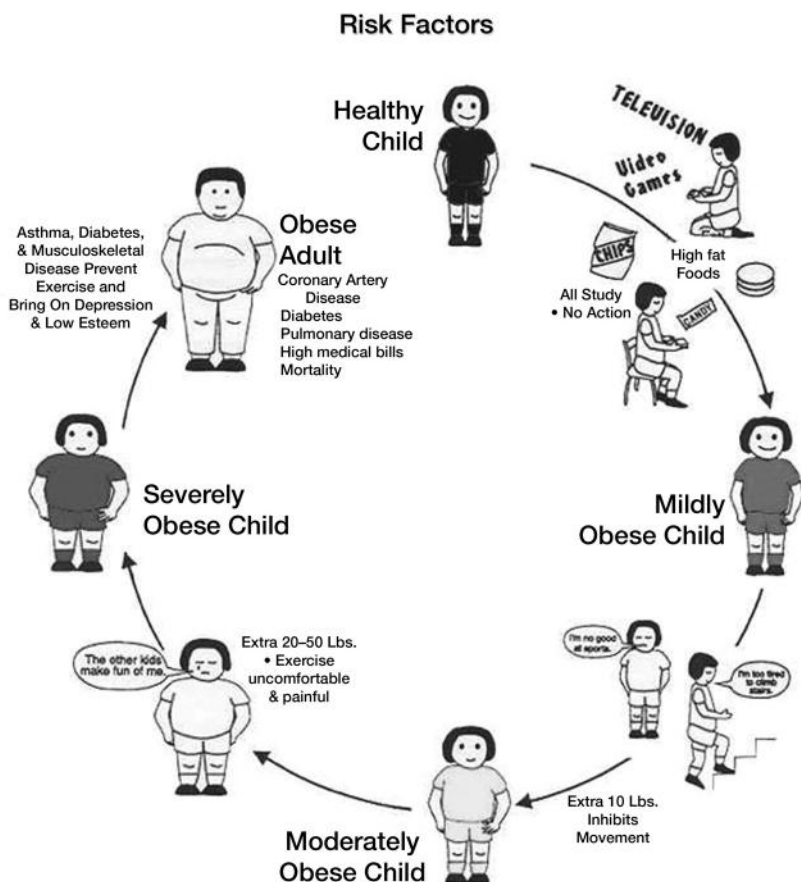 Risk Factors
Healthy
Child
TELEVISION
Video
Games
CHIPS
High fat
Foods
All Study
• No Action
CANDY
Mildly
Obese Child
I'm no good
at sports.
I'm too tired
to climb
stairs.
Extra 10 Lbs.
Inhibits
Movement
Moderately
Obese Child
Extra 20–50 Lbs.
• Exercise
uncomfortable
& painful
The other kids
make fun of me.
Severely
Obese Child
Asthma, Diabetes,
& Musculoskeletal
Disease Prevent
Exercise and
Bring On Depression
& Low Esteem
Obese
Adult
Coronary Artery
Disease
Diabetes
Pulmonary disease
High medical bills
Mortality